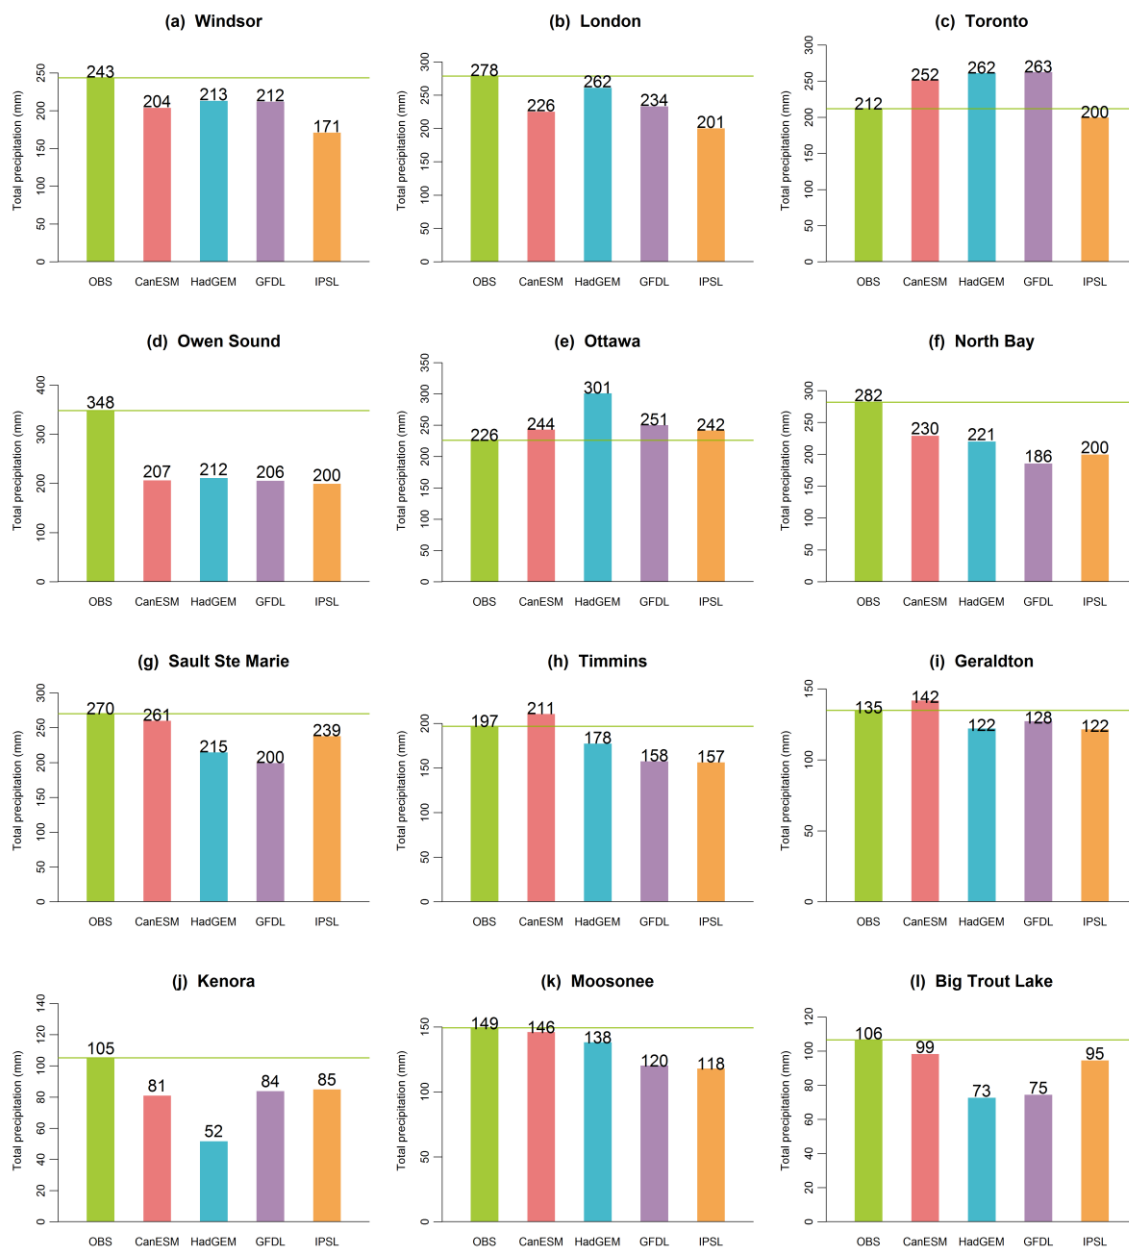 (a) Windsor
Total precipitation (mm)
0 50 100 150 200 250
243 204 213 212 171
OBS CanESM HadGEM GFDL IPSL
(b) London
Total precipitation (mm)
0 50 100 150 200 250 300
278 226 262 234 201
OBS CanESM HadGEM GFDL IPSL
(c) Toronto
Total precipitation (mm)
0 50 100 150 200 250 300
212 252 262 263 200
OBS CanESM HadGEM GFDL IPSL
(d) Owen Sound
Total precipitation (mm)
0 100 200 300 400
348 207 212 206 200
OBS CanESM HadGEM GFDL IPSL
(e) Ottawa
Total precipitation (mm)
0 50 100 150 200 250 300 350
226 244 301 251 242
OBS CanESM HadGEM GFDL IPSL
(f) North Bay
Total precipitation (mm)
0 50 100 150 200 250 300
282 230 221 186 200
OBS CanESM HadGEM GFDL IPSL
(g) Sault Ste Marie
Total precipitation (mm)
0 50 100 150 200 250 300
270 261 215 200 239
OBS CanESM HadGEM GFDL IPSL
(h) Timmins
Total precipitation (mm)
0 50 100 150 200
197 211 178 158 157
OBS CanESM HadGEM GFDL IPSL
(i) Geraldton
Total precipitation (mm)
0 50 100 150
135 142 122 128 122
OBS CanESM HadGEM GFDL IPSL
(j) Kenora
Total precipitation (mm)
0 20 40 60 80 100 120 140
105 81 52 84 85
OBS CanESM HadGEM GFDL IPSL
(k) Moosonee
Total precipitation (mm)
0 50 100 150
149 146 138 120 118
OBS CanESM HadGEM GFDL IPSL
(l) Big Trout Lake
Total precipitation (mm)
0 20 40 60 80 100 120
106 99 73 75 95
OBS CanESM HadGEM GFDL IPSL